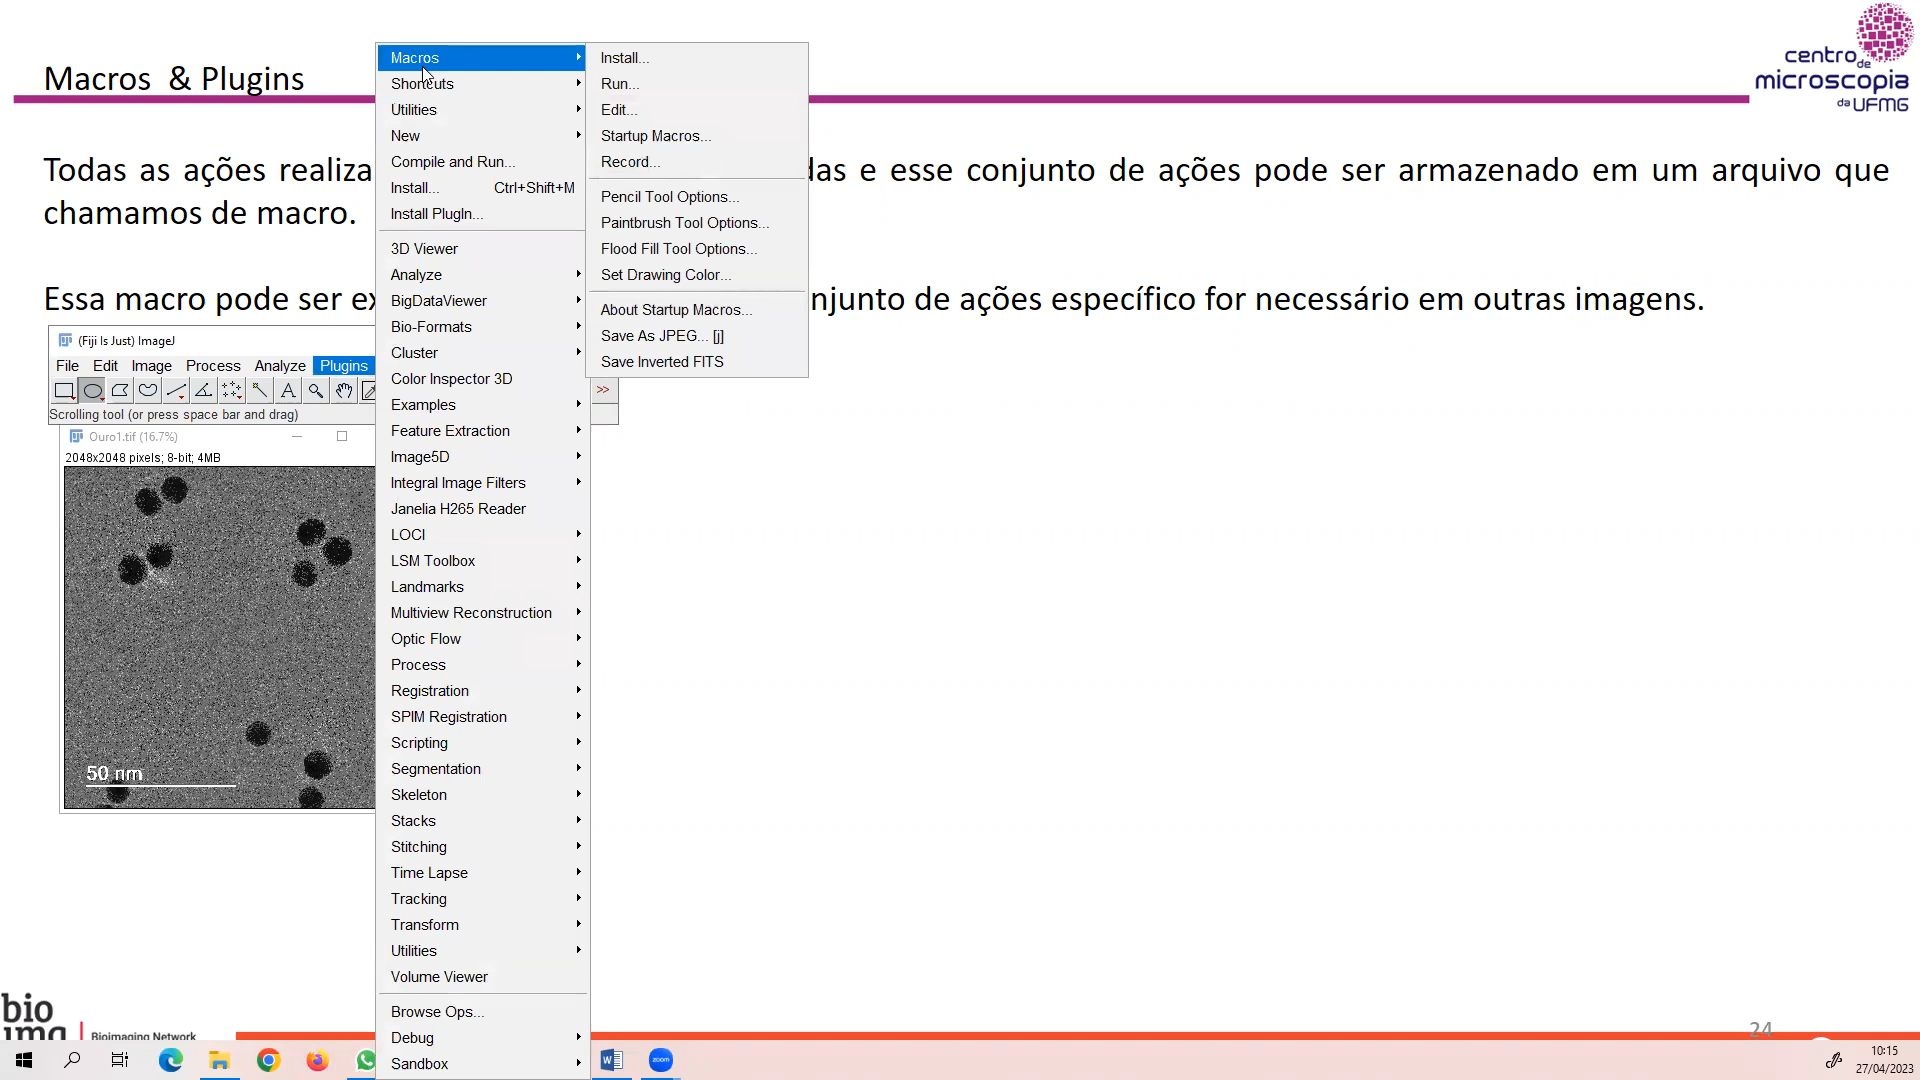 Macros & Plugins
centro de
microscopia
da UFMG
Todas as ações realiza das e esse conjunto de ações pode ser armazenado em um arquivo que
chamamos de macro.
Essa macro pode ser ex njunto de ações específico for necessário em outras imagens.
(Fiji Is Just) ImageJ
File Edit Image Process Analyze Plugins
>>
Scrolling tool (or press space bar and drag)
Ouro1.tif (16.7%)
2048x2048 pixels; 8-bit; 4MB
50 nm
Macros
Shortcuts
Utilities
New
Compile and Run...
Install... Ctrl+Shift+M
Install PlugIn...
3D Viewer
Analyze
BigDataViewer
Bio-Formats
Cluster
Color Inspector 3D
Examples
Feature Extraction
Image5D
Integral Image Filters
Janelia H265 Reader
LOCI
LSM Toolbox
Landmarks
Multiview Reconstruction
Optic Flow
Process
Registration
SPIM Registration
Scripting
Segmentation
Skeleton
Stacks
Stitching
Time Lapse
Tracking
Transform
Utilities
Volume Viewer
Browse Ops...
Debug
Sandbox
Install...
Run...
Edit...
Startup Macros...
Record...
Pencil Tool Options...
Paintbrush Tool Options...
Flood Fill Tool Options...
Set Drawing Color...
About Startup Macros...
Save As JPEG... [j]
Save Inverted FITS
bio
img
Bioimaging Network
24
zoom
10:15
27/04/2023